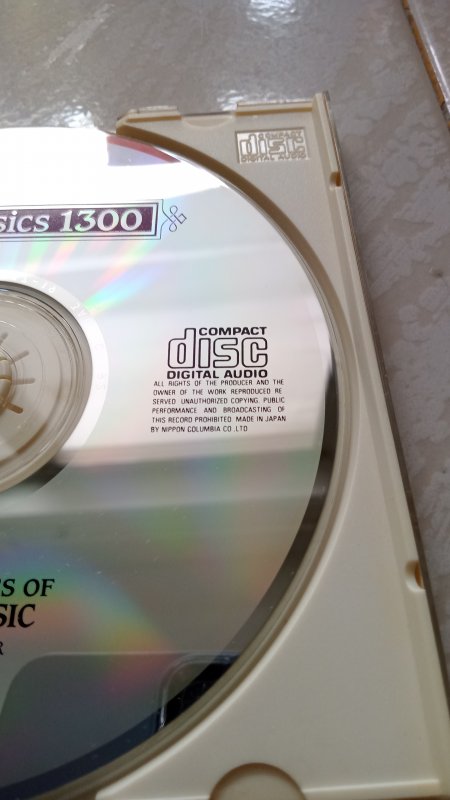 COMPACT
disc
DIGITAL AUDIO
sics 1300
COMPACT
disc
DIGITAL AUDIO
ALL RIGHTS OF THE PRODUCER AND THE
OWNER OF THE WORK REPRODUCED RE-
SERVED UNAUTHORIZED COPYING PUBLIC
PERFORMANCE AND BROADCASTING OF
THIS RECORD PROHIBITED MADE IN JAPAN
BY NIPPON COLUMBIA CO.,LTD
S OF
SIC
R